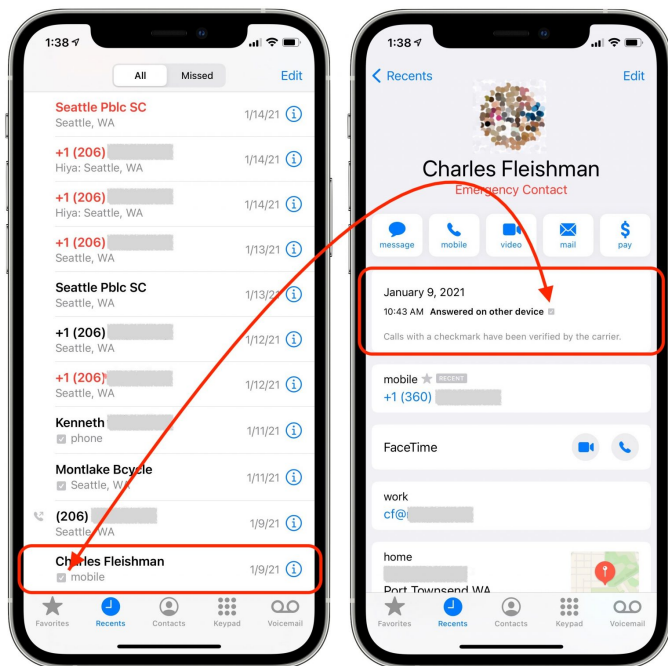 1:38
All
Missed
Edit
Seattle Pblc SC
Seattle, WA
1/14/21
+1 (206)
Hiya: Seattle, WA
1/14/21
+1 (206)
Hiya: Seattle, WA
1/14/21
+1 (206)
Seattle, WA
1/13/21
Seattle Pblc SC
Seattle, WA
1/13/21
+1 (206)
Seattle, WA
1/12/21
+1 (206)
Seattle, WA
1/12/21
Kenneth
phone
1/11/21
Montlake Bcycle
Seattle, WA
1/11/21
(206)
Seattle, WA
1/9/21
Charles Fleishman
mobile
1/9/21
Favorites
Recents
Contacts
Keypad
Voicemail
1:38
Recents
Edit
Charles Fleishman
Emergency Contact
message
mobile
video
mail
$
pay
January 9, 2021
10:43 AM Answered on other device
Calls with a checkmark have been verified by the carrier.
mobile RECENT
+1 (360)
FaceTime
work
cf@
home
Port Townsend WA
Favorites
Recents
Contacts
Keypad
Voicemail